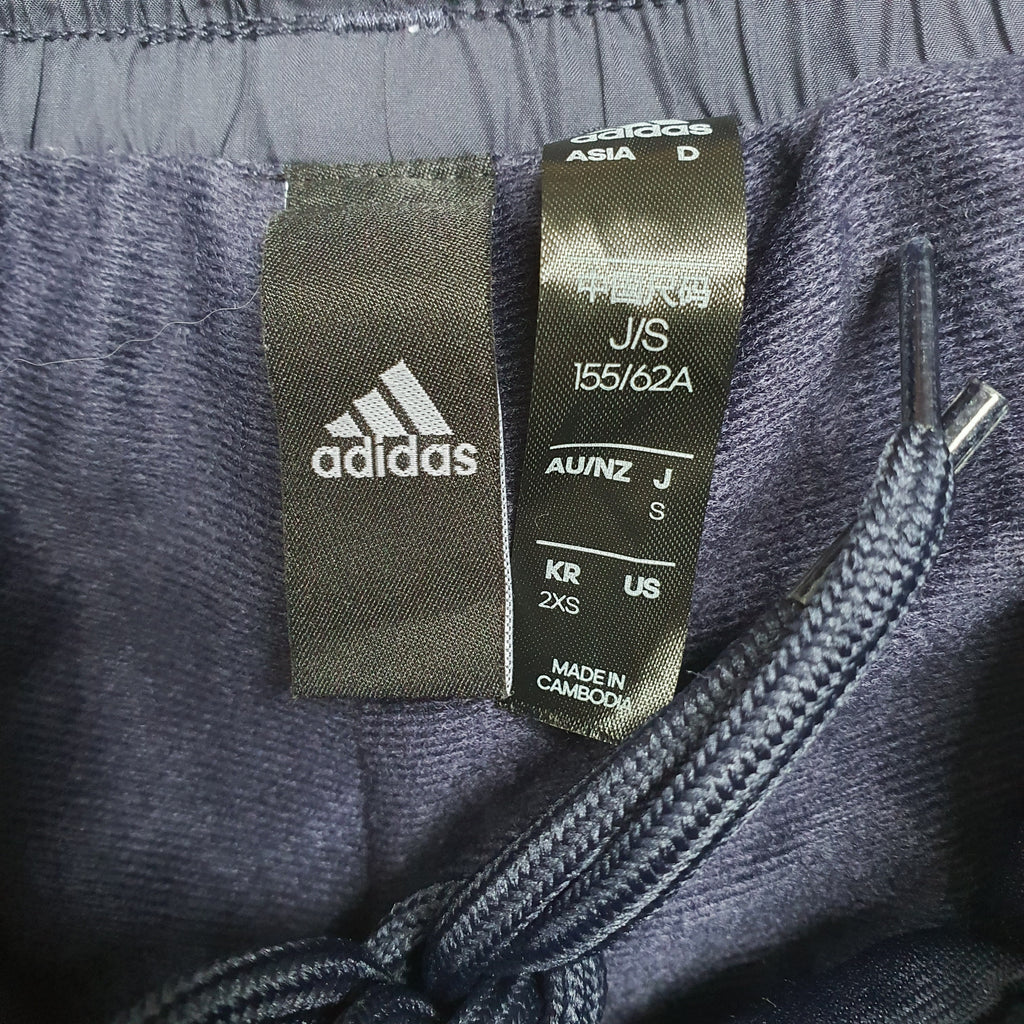 adidas
adidas
ASIA D
中国尺码
J/S
155/62A
AU/NZ J
S
KR US
2XS
MADE IN
CAMBODIA